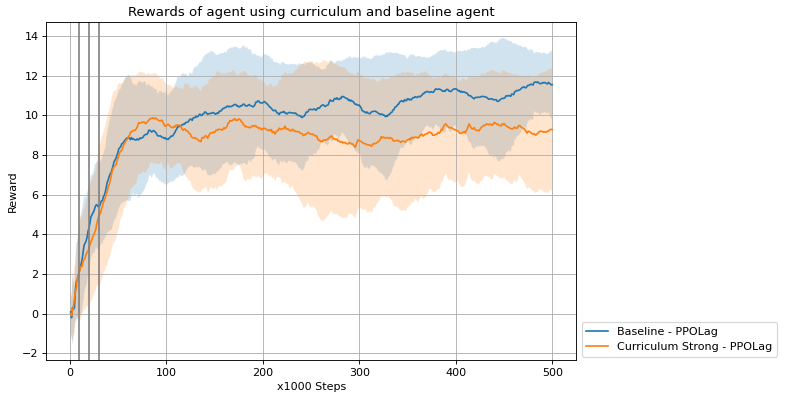 Rewards of agent using curriculum and baseline agent
14
12
10
8
6
4
2
0
−2
Reward
0 100 200 300 400 500
x1000 Steps
Baseline - PPOLag
Curriculum Strong - PPOLag